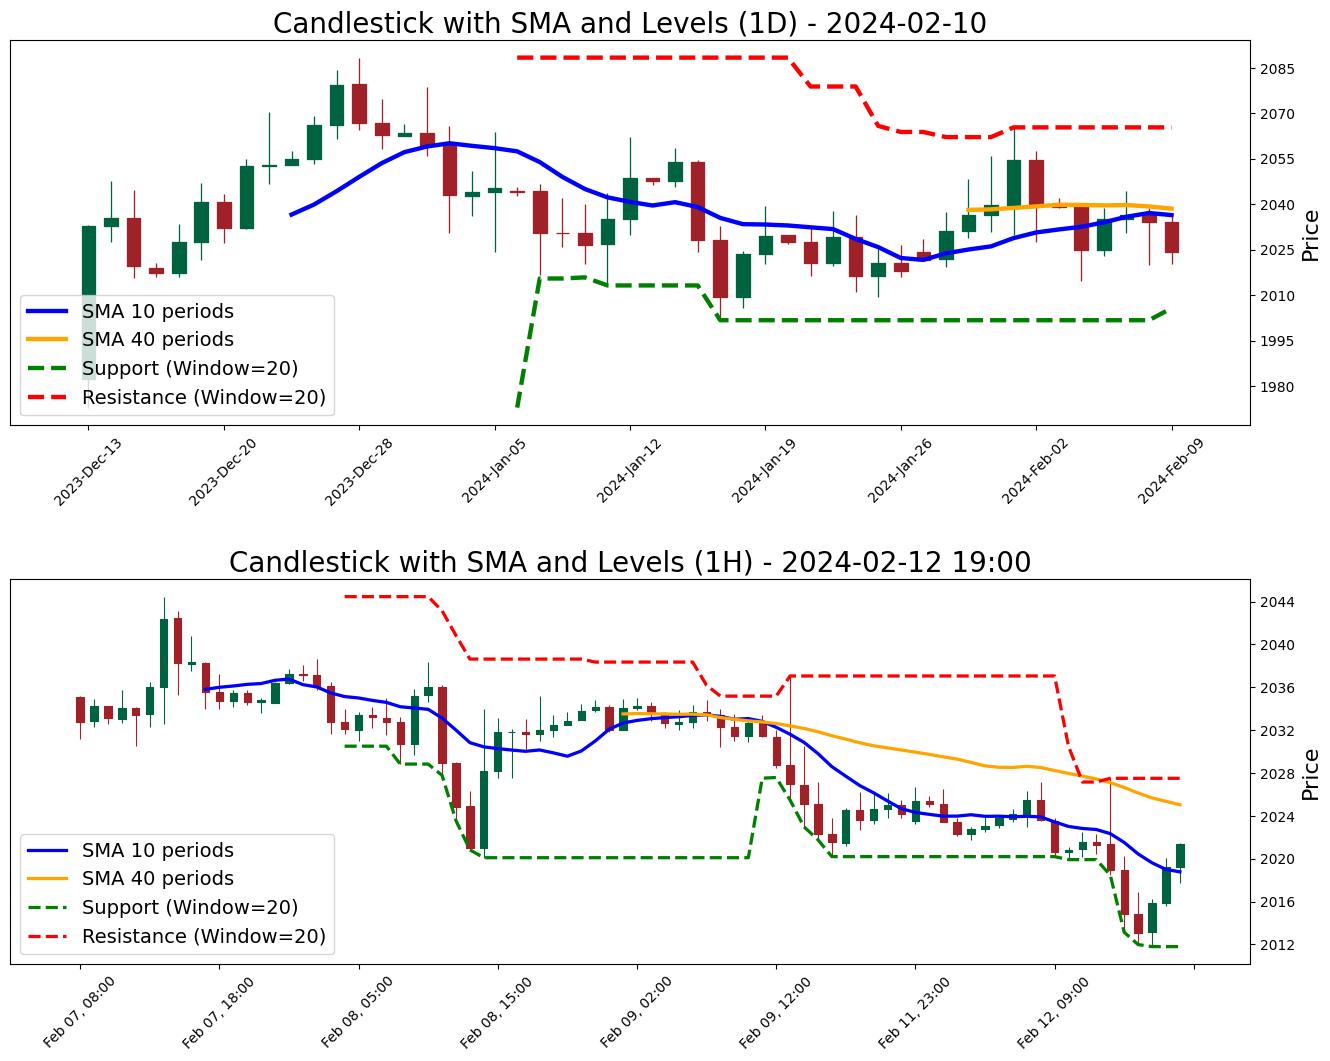 Candlestick with SMA and Levels (1D) - 2024-02-10
2085
2070
2055
2040
2025
2010
1995
1980
Price
SMA 10 periods
SMA 40 periods
Support (Window=20)
Resistance (Window=20)
2023-Dec-13
2023-Dec-20
2023-Dec-28
2024-Jan-05
2024-Jan-12
2024-Jan-19
2024-Jan-26
2024-Feb-02
2024-Feb-09
Candlestick with SMA and Levels (1H) - 2024-02-12 19:00
2044
2040
2036
2032
2028
2024
2020
2016
2012
Price
SMA 10 periods
SMA 40 periods
Support (Window=20)
Resistance (Window=20)
Feb 07, 08:00
Feb 07, 18:00
Feb 08, 05:00
Feb 08, 15:00
Feb 09, 02:00
Feb 09, 12:00
Feb 11, 23:00
Feb 12, 09:00